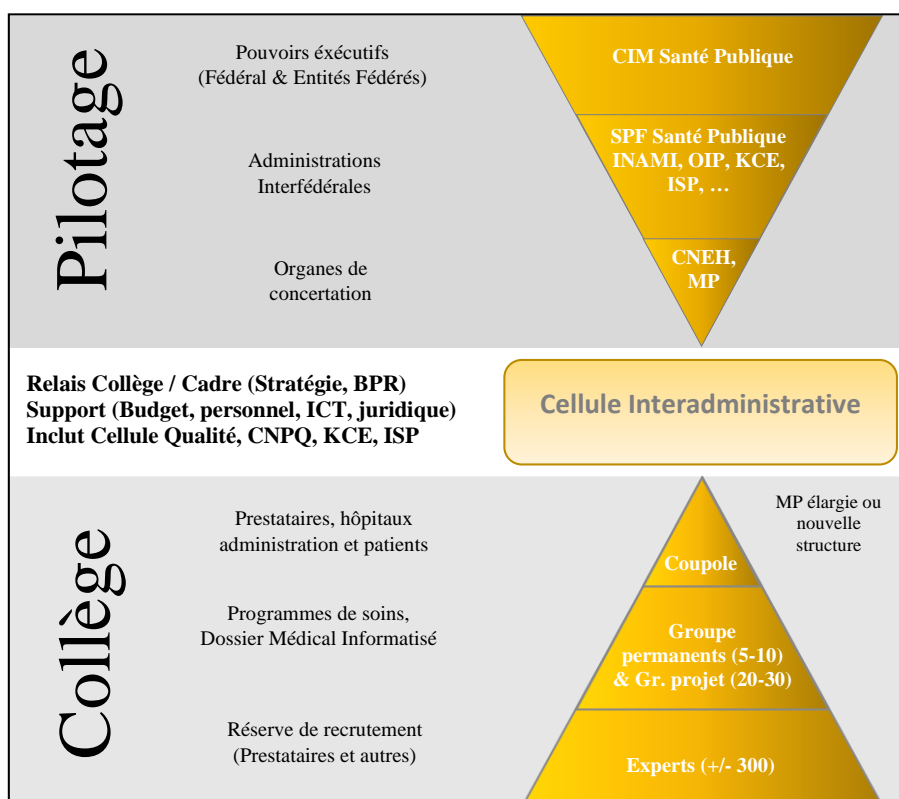 Pilotage
Pouvoirs éxécutifs
(Fédéral & Entités Fédérés)
CIM Santé Publique
Administrations
Interfédérales
SPF Santé Publique
INAMI, OIP, KCE,
ISP, …
Organes de
concertation
CNEH,
MP
Relais Collège / Cadre (Stratégie, BPR)
Support (Budget, personnel, ICT, juridique)
Inclut Cellule Qualité, CNPQ, KCE, ISP
Cellule Interadministrative
Collège
Prestataires, hôpitaux
administration et patients
Coupole
MP élargie ou
nouvelle
structure
Programmes de soins,
Dossier Médical Informatisé
Groupe
permanents (5-10)
& Gr. projet (20-30)
Réserve de recrutement
(Prestataires et autres)
Experts (+/- 300)